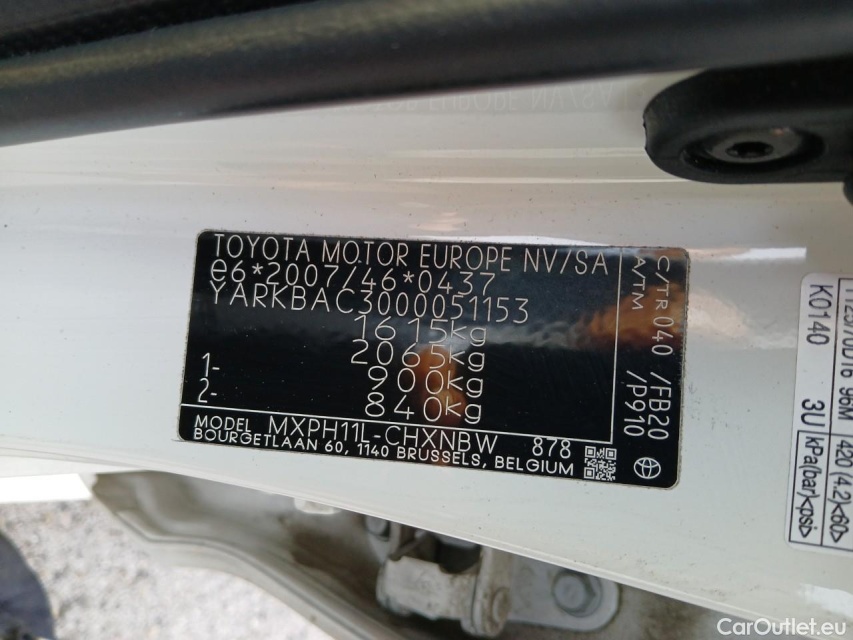 TOYOTA MOTOR EUROPE NV/SA
e6*2007/46*0437
YARKBAC3000051153
1615kg
2065kg
1- 900kg
2- 840kg
MODEL MXPH11L-CHXNBW 878
BOURGETLAAN 60, 1140 BRUSSELS, BELGIUM
C/TR 040 /FB20
A/TM /P910
96M 420(4.2)<60>
K0140 3U kPa(bar)<psi>
CarOutlet.eu